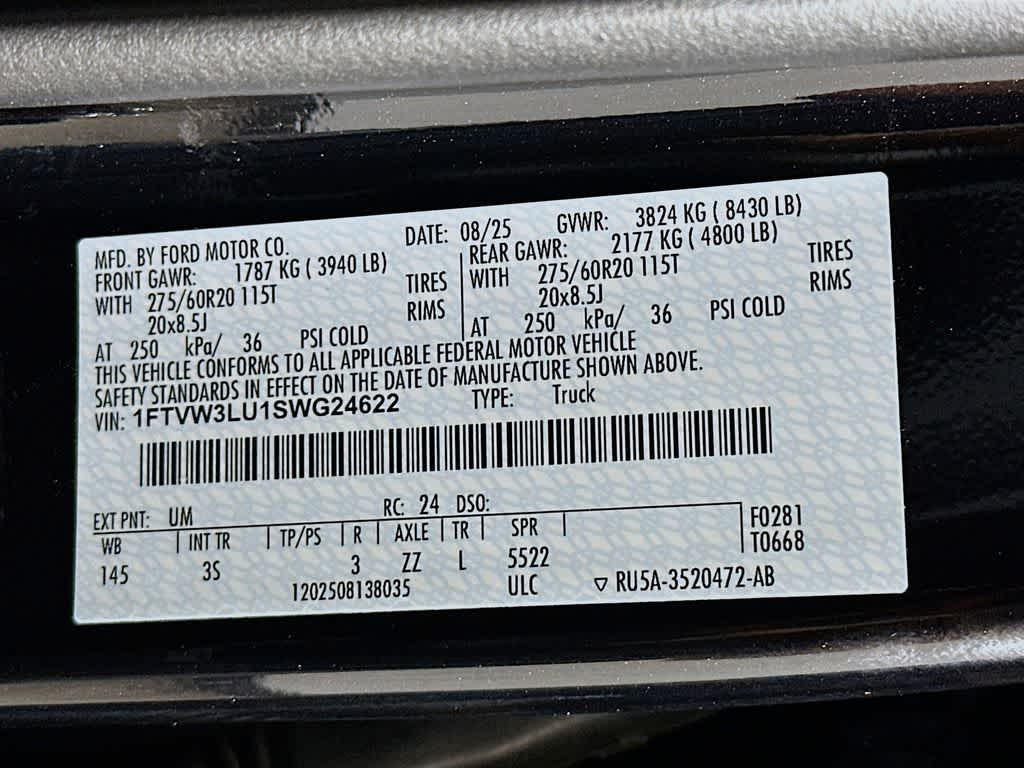 MFD. BY FORD MOTOR CO. DATE: 08/25 GVWR: 3824 KG ( 8430 LB)
FRONT GAWR: 1787 KG ( 3940 LB) REAR GAWR: 2177 KG ( 4800 LB)
WITH 275/60R20 115T TIRES WITH 275/60R20 115T TIRES
20x8.5J RIMS 20x8.5J RIMS
AT 250 kPa/ 36 PSI COLD AT 250 kPa/ 36 PSI COLD
THIS VEHICLE CONFORMS TO ALL APPLICABLE FEDERAL MOTOR VEHICLE
SAFETY STANDARDS IN EFFECT ON THE DATE OF MANUFACTURE SHOWN ABOVE.
VIN: 1FTVW3LU1SWG24622 TYPE: Truck
EXT PNT: UM RC: 24 DSO:
WB INT TR TP/PS R AXLE TR SPR F0281
145 3S 3 ZZ L 5522 T0668
1202508138035 ULC ▽ RU5A-3520472-AB